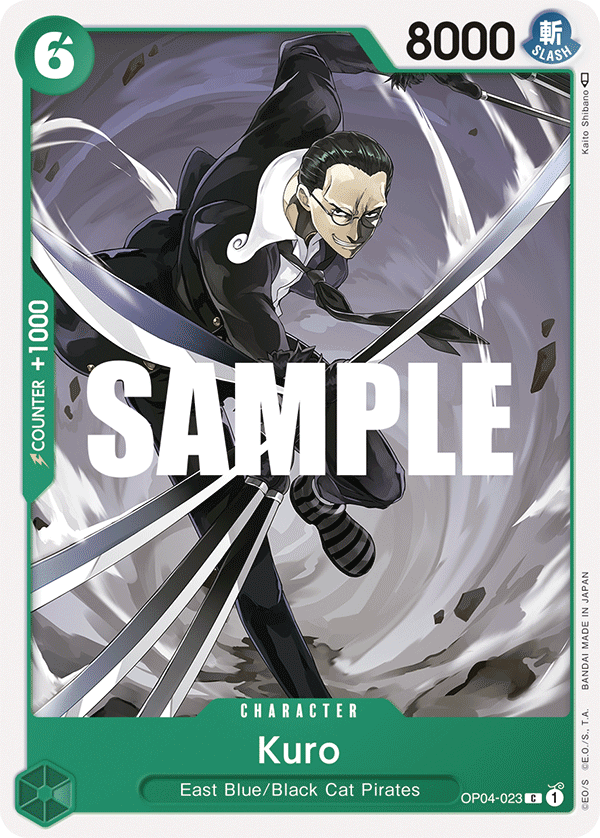 6
8000
斬
SLASH
Kaito Shibano
COUNTER +1000
SAMPLE
CHARACTER
Kuro
East Blue/Black Cat Pirates
OP04-023 C 1
©E.O/S ©E.O./S., T.A. BANDAI MADE IN JAPAN